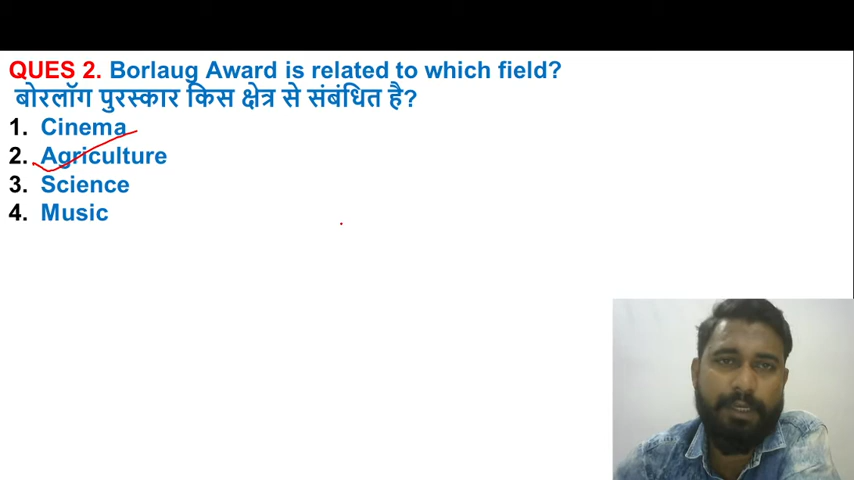 QUES 2. Borlaug Award is related to which field?
बोरलॉग पुरस्कार किस क्षेत्र से संबंधित है?
1. Cinema
2. Agriculture
3. Science
4. Music